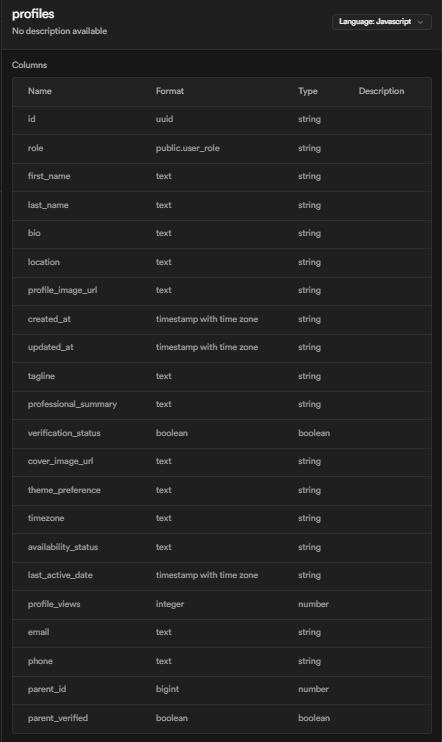 profiles
No description available
Language: Javascript
Columns
Name Format Type Description
id uuid string
role public.user_role string
first_name text string
last_name text string
bio text string
location text string
profile_image_url text string
created_at timestamp with time zone string
updated_at timestamp with time zone string
tagline text string
professional_summary text string
verification_status boolean boolean
cover_image_url text string
theme_preference text string
timezone text string
availability_status text string
last_active_date timestamp with time zone string
profile_views integer number
email text string
phone text string
parent_id bigint number
parent_verified boolean boolean